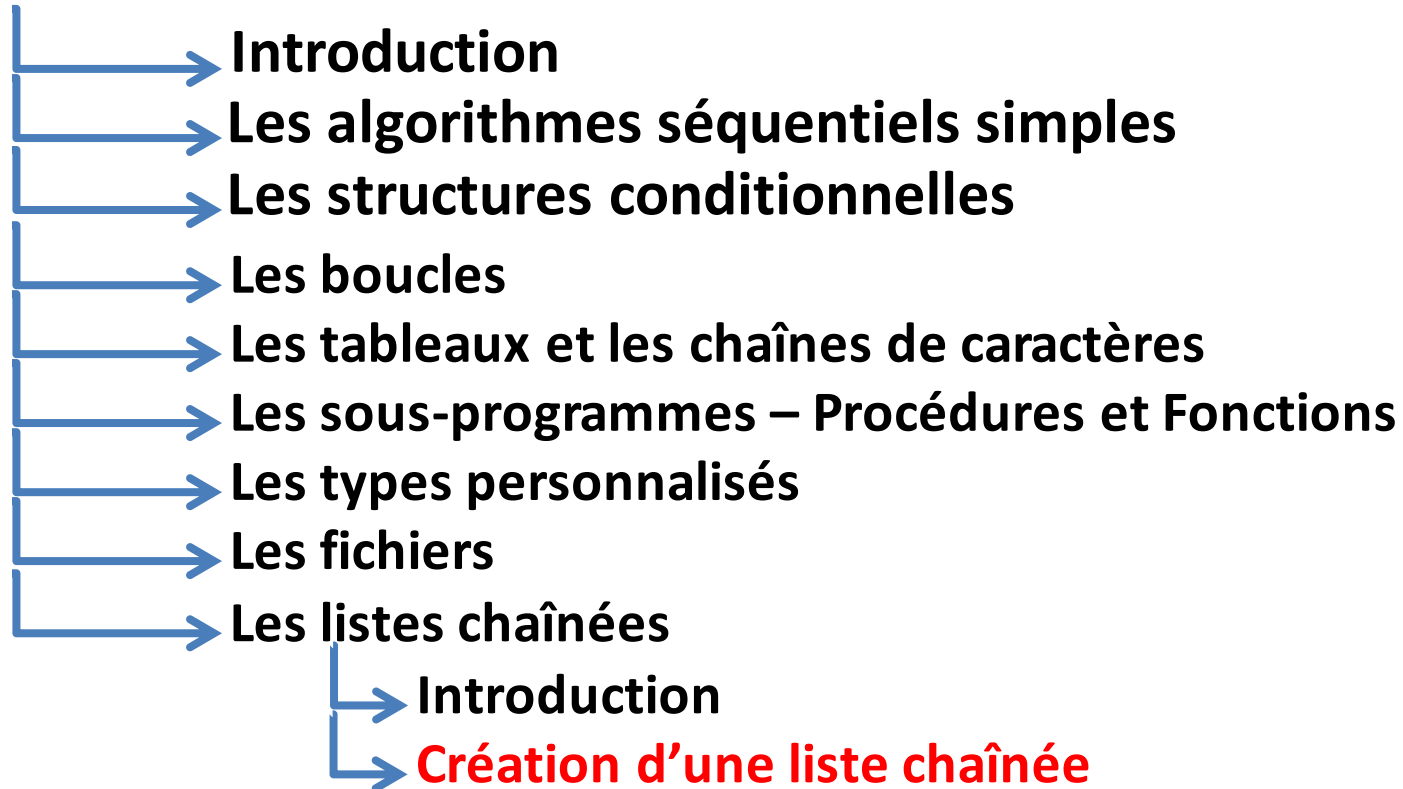 Introduction
Les algorithmes séquentiels simples
Les structures conditionnelles
Les boucles
Les tableaux et les chaînes de caractères
Les sous-programmes – Procédures et Fonctions
Les types personnalisés
Les fichiers
Les listes chaînées
Introduction
Création d’une liste chaînée